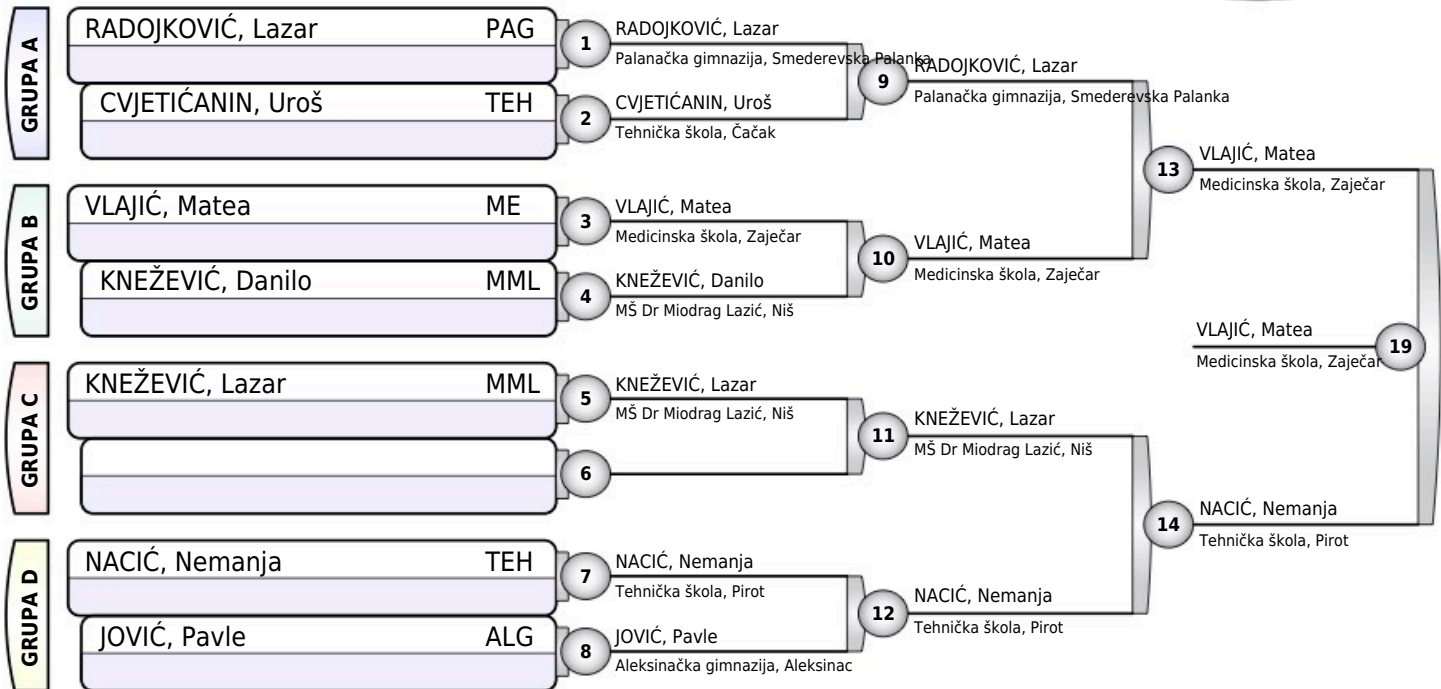 GRUPA A
RADOJKOVIĆ, Lazar PAG
CVJETIĆANIN, Uroš TEH
GRUPA B
VLAJIĆ, Matea ME
KNEŽEVIĆ, Danilo MML
GRUPA C
KNEŽEVIĆ, Lazar MML
GRUPA D
NACIĆ, Nemanja TEH
JOVIĆ, Pavle ALG
1
RADOJKOVIĆ, Lazar
Palanačka gimnazija, Smederevska Palanka
2
CVJETIĆANIN, Uroš
Tehnička škola, Čačak
3
VLAJIĆ, Matea
Medicinska škola, Zaječar
4
KNEŽEVIĆ, Danilo
MŠ Dr Miodrag Lazić, Niš
5
KNEŽEVIĆ, Lazar
MŠ Dr Miodrag Lazić, Niš
6
7
NACIĆ, Nemanja
Tehnička škola, Pirot
8
JOVIĆ, Pavle
Aleksinačka gimnazija, Aleksinac
9
RADOJKOVIĆ, Lazar
Palanačka gimnazija, Smederevska Palanka
10
VLAJIĆ, Matea
Medicinska škola, Zaječar
11
KNEŽEVIĆ, Lazar
MŠ Dr Miodrag Lazić, Niš
12
NACIĆ, Nemanja
Tehnička škola, Pirot
13
VLAJIĆ, Matea
Medicinska škola, Zaječar
14
NACIĆ, Nemanja
Tehnička škola, Pirot
VLAJIĆ, Matea
Medicinska škola, Zaječar
19